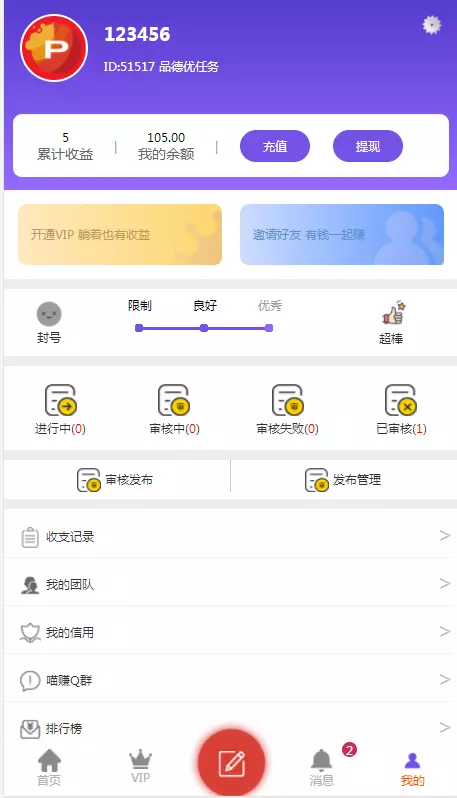 123456
ID:51517 品德优任务
5
105.00
累计收益
我的余额
充值
提现
开通VIP 躺着也有收益
邀请好友 有钱一起赚
限制
良好
优秀
封号
超棒
进行中(0)
审核中(0)
审核失败(0)
已审核(1)
审核发布
发布管理
收支记录
我的团队
我的信用
喵赚Q群
排行榜
首页
VIP
2
消息
我的